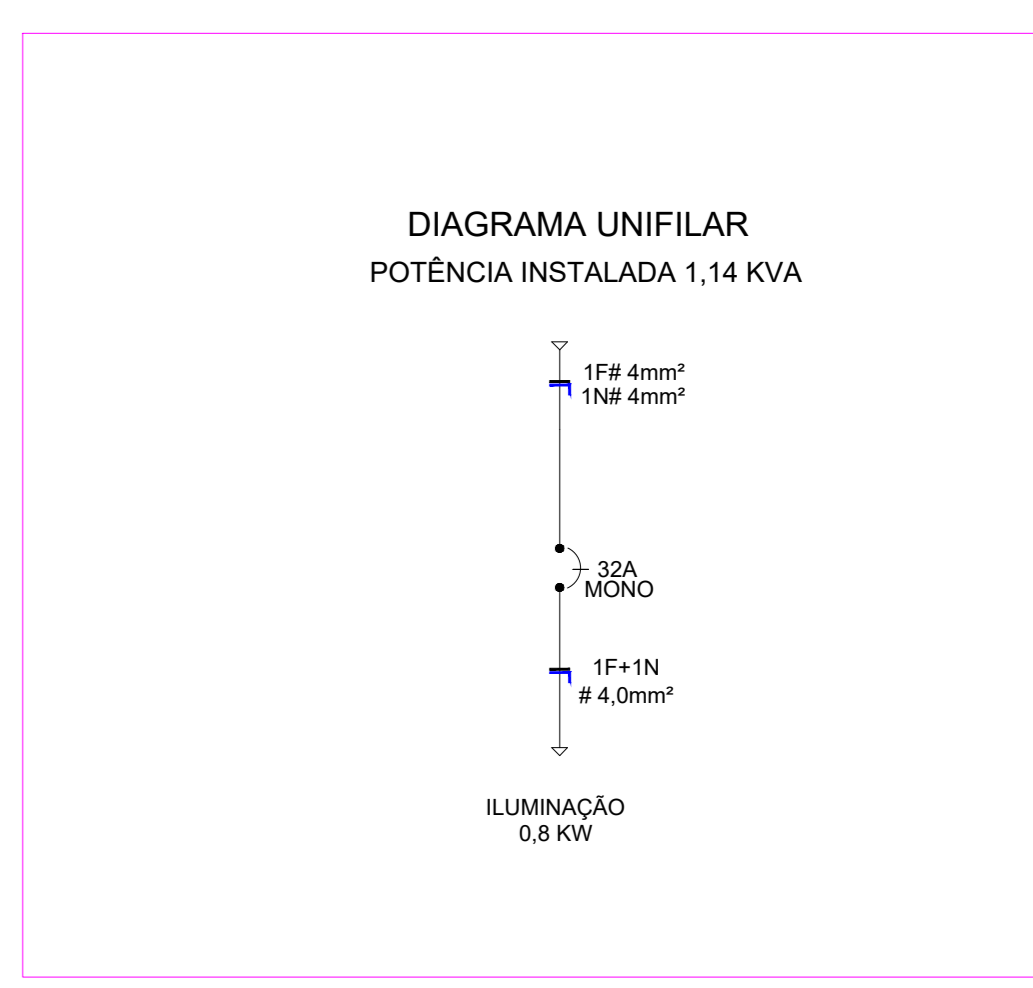 DIAGRAMA UNIFILAR
POTÊNCIA INSTALADA 1,14 KVA
1F# 4mm²
1N# 4mm²
32A
MONO
1F+1N
# 4,0mm²
ILUMINAÇÃO
0,8 KW